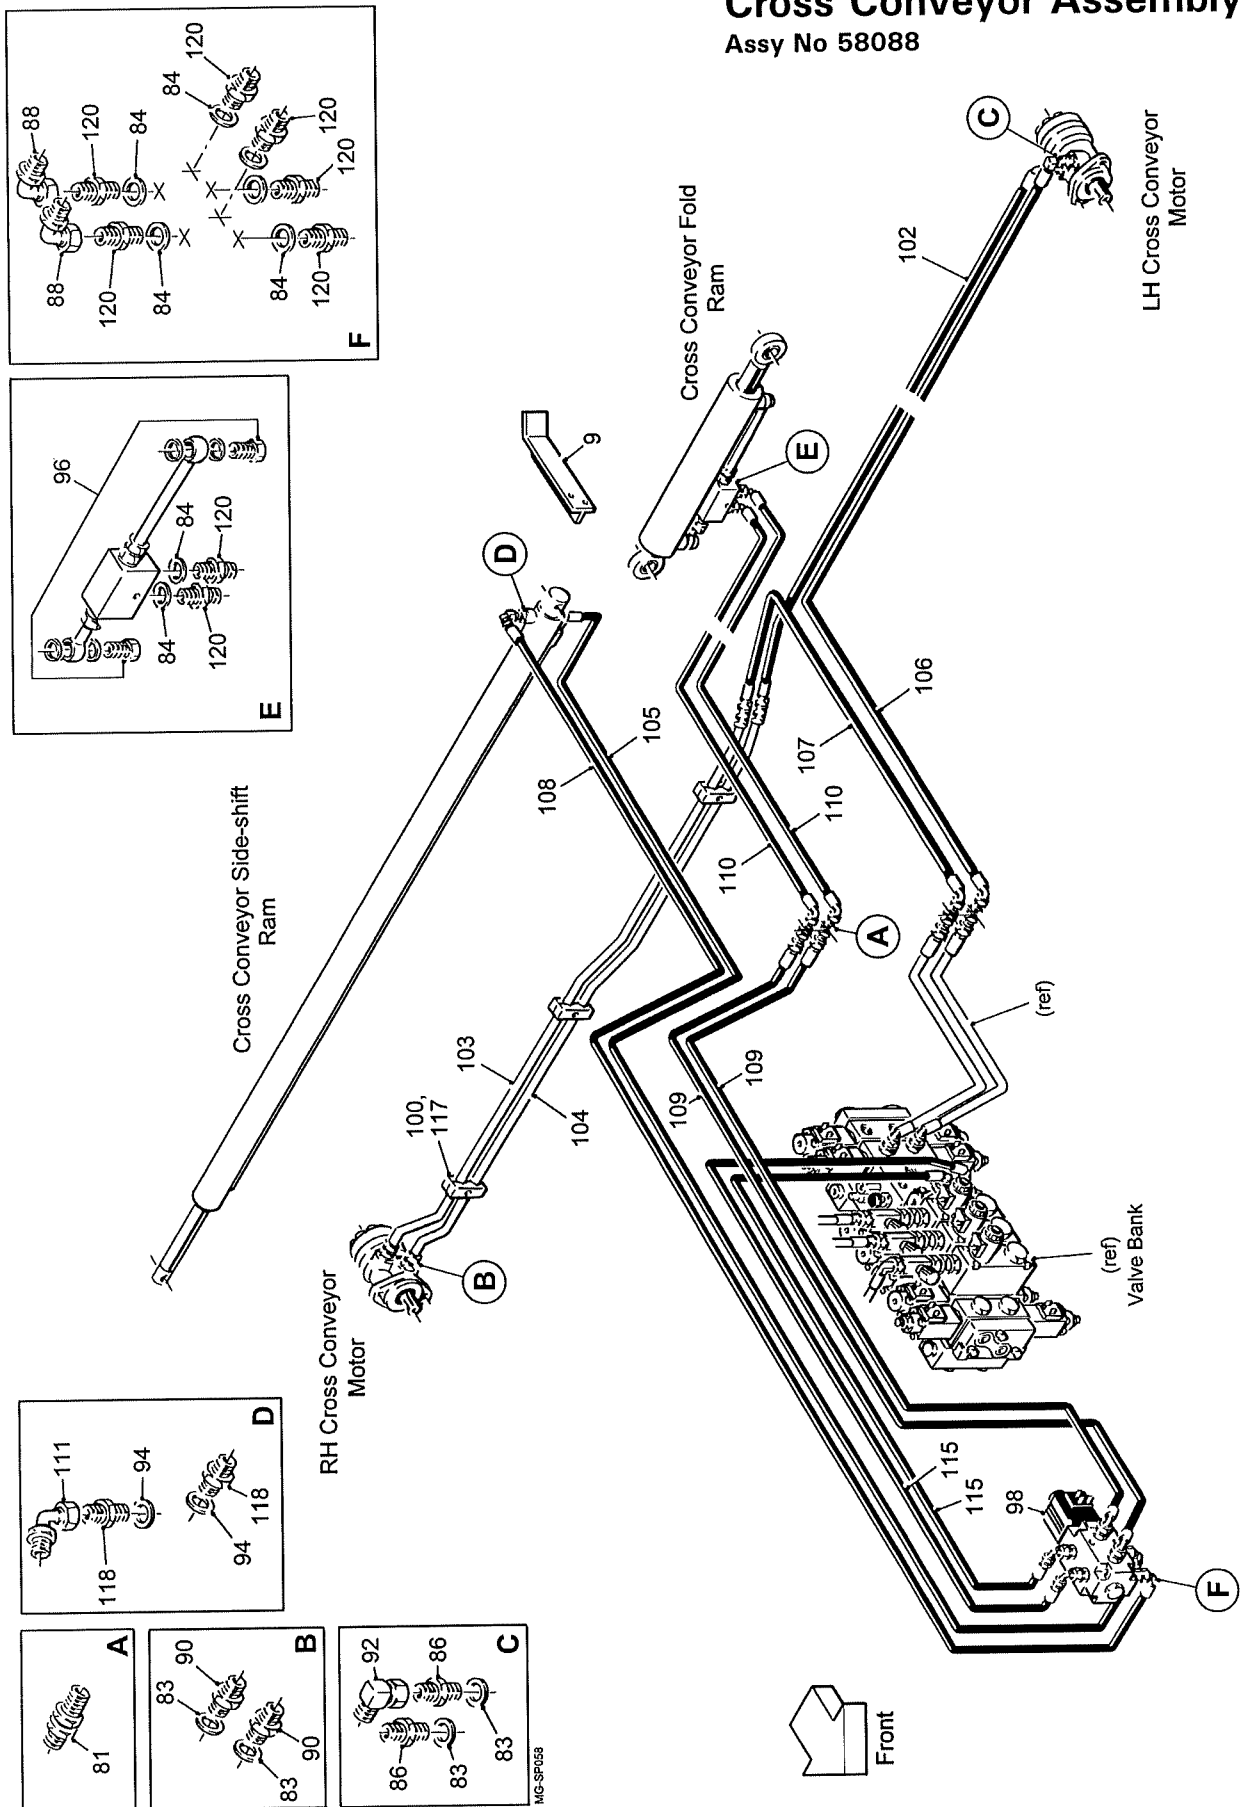 Cross Conveyor Assembly
Assy No 58088
88
120
84
84
120
120
120
88
120
84
84
120
F
96
84
120
84
120
E
Cross Conveyor Fold
Ram
C
102
LH Cross Conveyor
Motor
9
E
D
Cross Conveyor Side-shift
Ram
105
108
106
107
110
110
A
(ref)
103
104
100,
117
109
109
B
RH Cross Conveyor
Motor
(ref)
Valve Bank
115
115
98
F
111
94
118
118
94
D
A
81
B
83
90
83
90
C
92
86
86
83
83
MG-SP058
Front